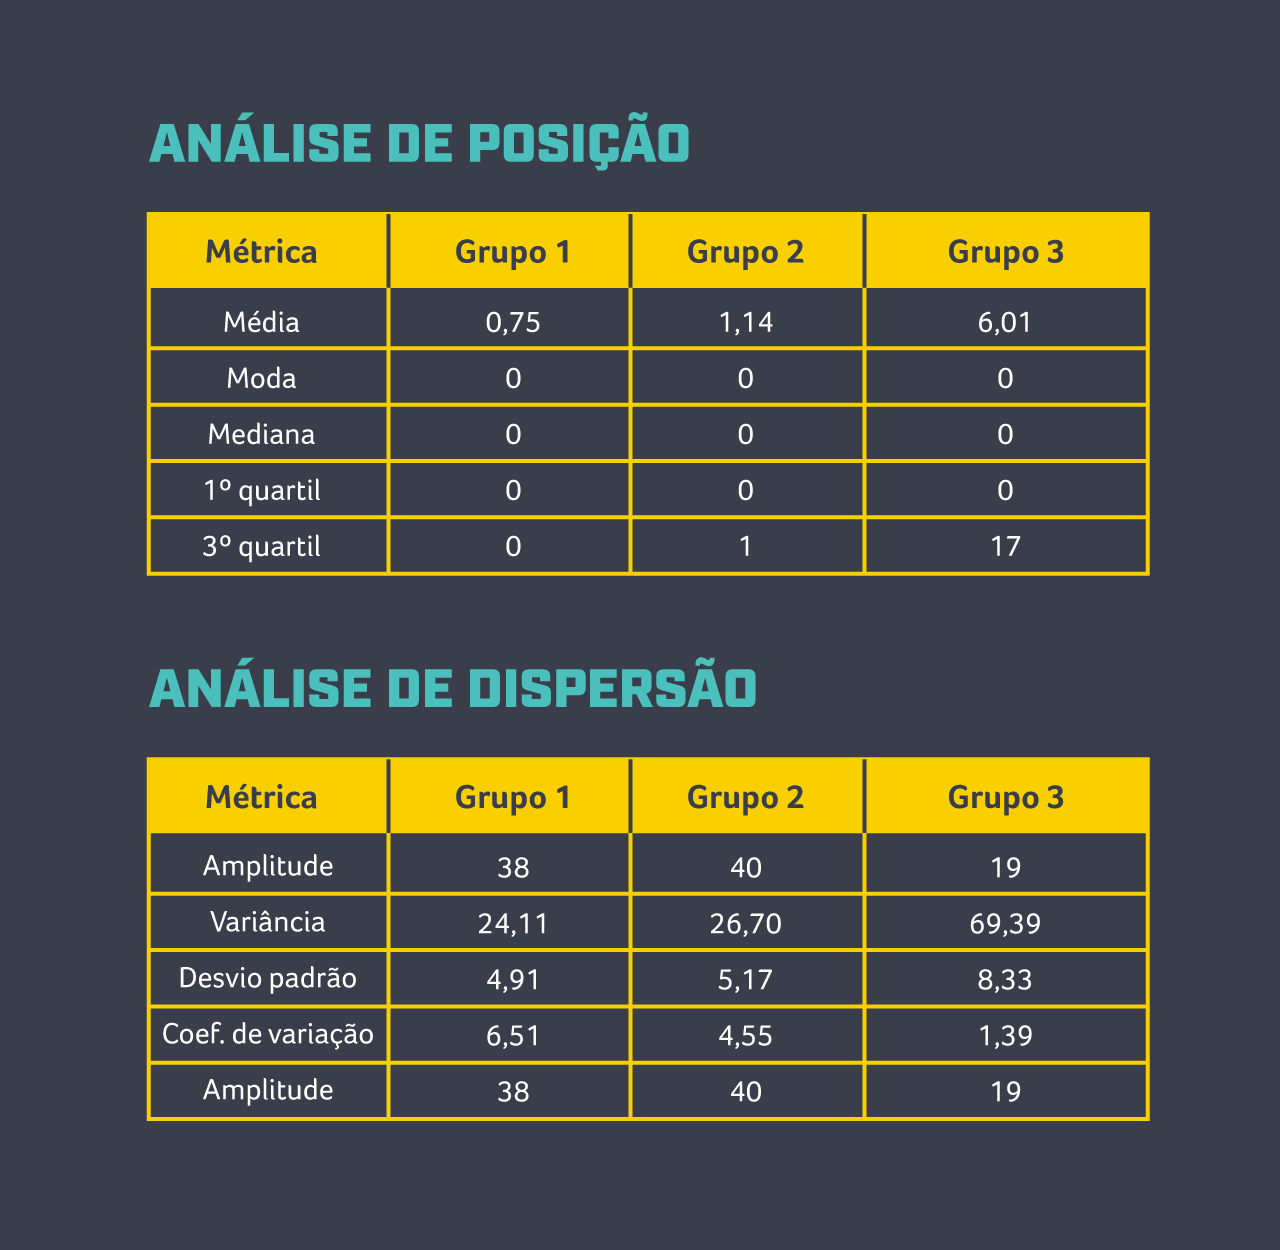 ANÁLISE DE POSIÇÃO
Métrica Grupo 1 Grupo 2 Grupo 3
Média 0,75 1,14 6,01
Moda 0 0 0
Mediana 0 0 0
1º quartil 0 0 0
3º quartil 0 1 17
ANÁLISE DE DISPERSÃO
Métrica Grupo 1 Grupo 2 Grupo 3
Amplitude 38 40 19
Variância 24,11 26,70 69,39
Desvio padrão 4,91 5,17 8,33
Coef. de variação 6,51 4,55 1,39
Amplitude 38 40 19